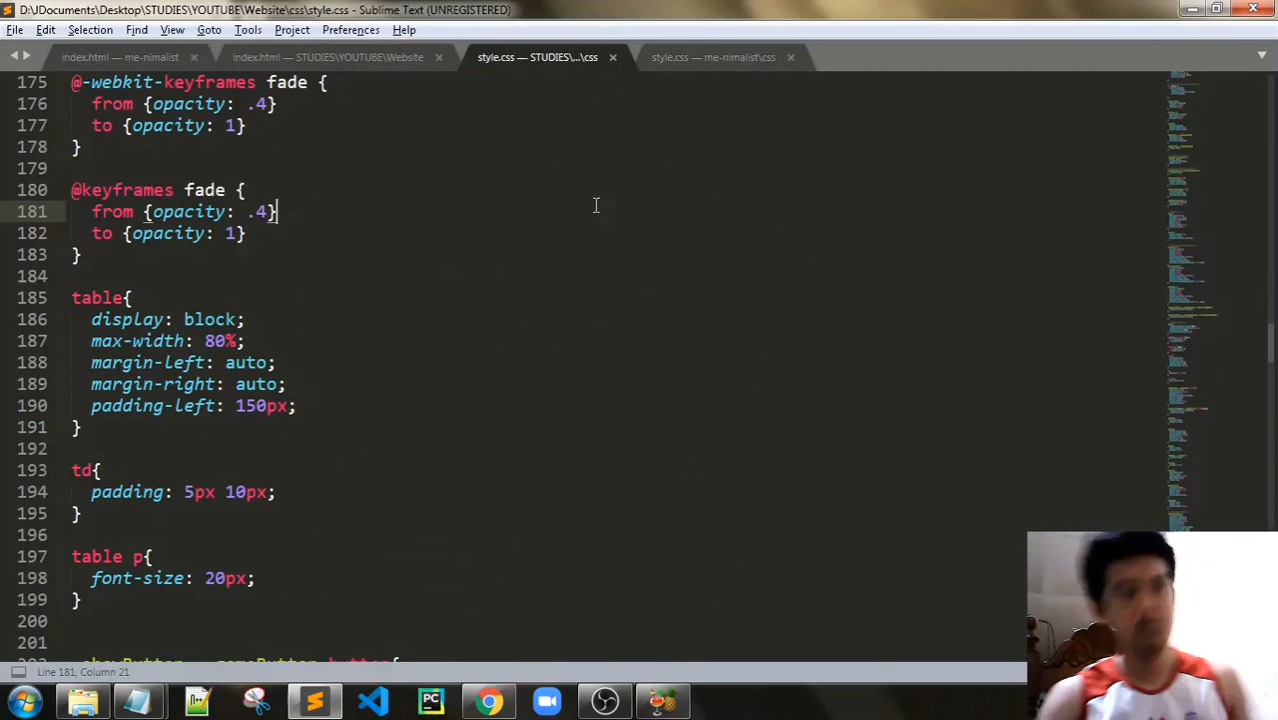 D:\JDocuments\Desktop\STUDIES\YOUTUBE\Website\css\style.css - Sublime Text (UNREGISTERED)
File Edit Selection Find View Goto Tools Project Preferences Help
index.html — me-nimalist index.html — STUDIES\YOUTUBE\Website style.css — STUDIES\...\css style.css — me-nimalist\css
175 @-webkit-keyframes fade {
176 from {opacity: .4}
177 to {opacity: 1}
178 }
179
180 @keyframes fade {
181 from {opacity: .4}
182 to {opacity: 1}
183 }
184
185 table{
186 display: block;
187 max-width: 80%;
188 margin-left: auto;
189 margin-right: auto;
190 padding-left: 150px;
191 }
192
193 td{
194 padding: 5px 10px;
195 }
196
197 table p{
198 font-size: 20px;
199 }
200
201
Line 181, Column 21